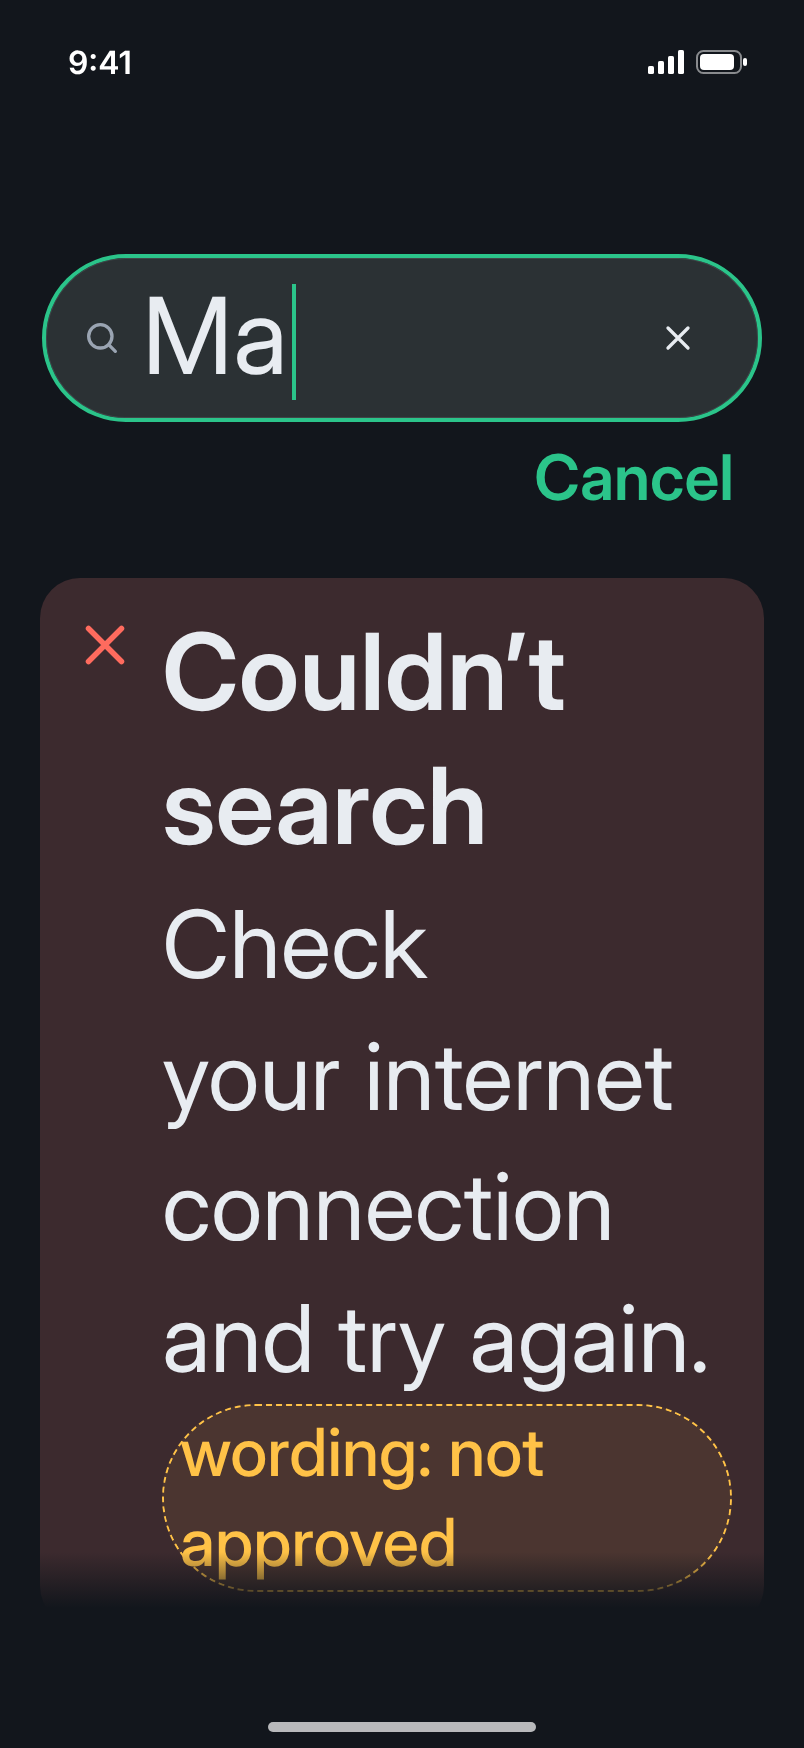 9:41
Ma
Cancel
Couldn’t
search
Check
your internet
connection
and try again.
wording: not
approved